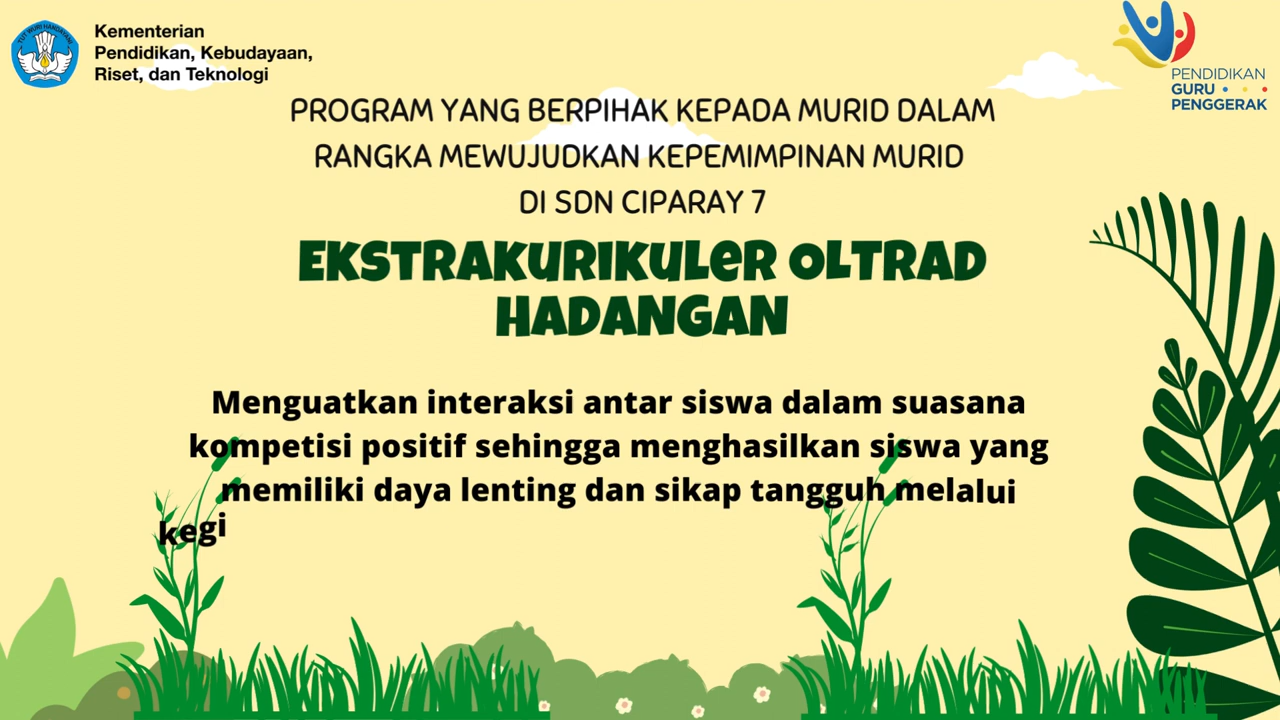 Kementerian
Pendidikan, Kebudayaan,
Riset, dan Teknologi
PENDIDIKAN
GURU
PENGGERAK
PROGRAM YANG BERPIHAK KEPADA MURID DALAM
RANGKA MEWUJUDKAN KEPEMIMPINAN MURID
DI SDN CIPARAY 7
EKSTRAKURIKULER OLTRAD
HADANGAN
Menguatkan interaksi antar siswa dalam suasana
kompetisi positif sehingga menghasilkan siswa yang
memiliki daya lenting dan sikap tangguh melalui
kegi